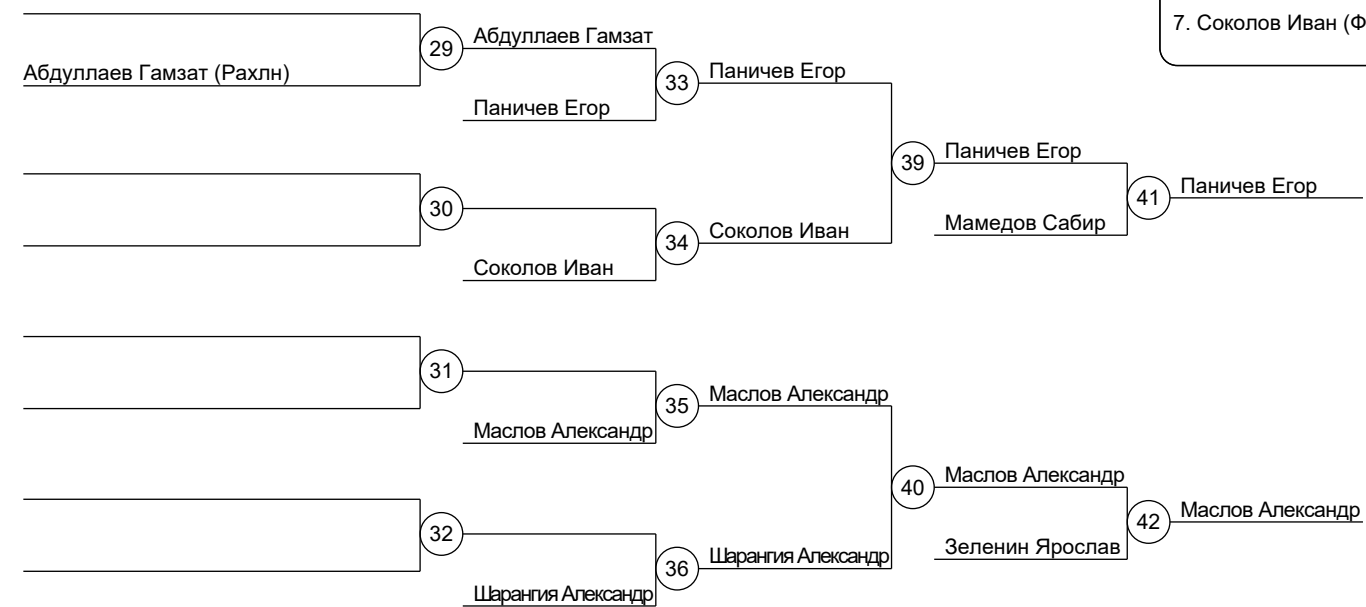 7. Соколов Иван (Ф
29
Абдуллаев Гамзат
Абдуллаев Гамзат (Рахлн)
33
Паничев Егор
Паничев Егор
39
Паничев Егор
41
Паничев Егор
30
34
Соколов Иван
Мамедов Сабир
Соколов Иван
31
35
Маслов Александр
Маслов Александр
40
Маслов Александр
42
Маслов Александр
32
36
Шарангия Александр
Зеленин Ярослав
Шарангия Александр